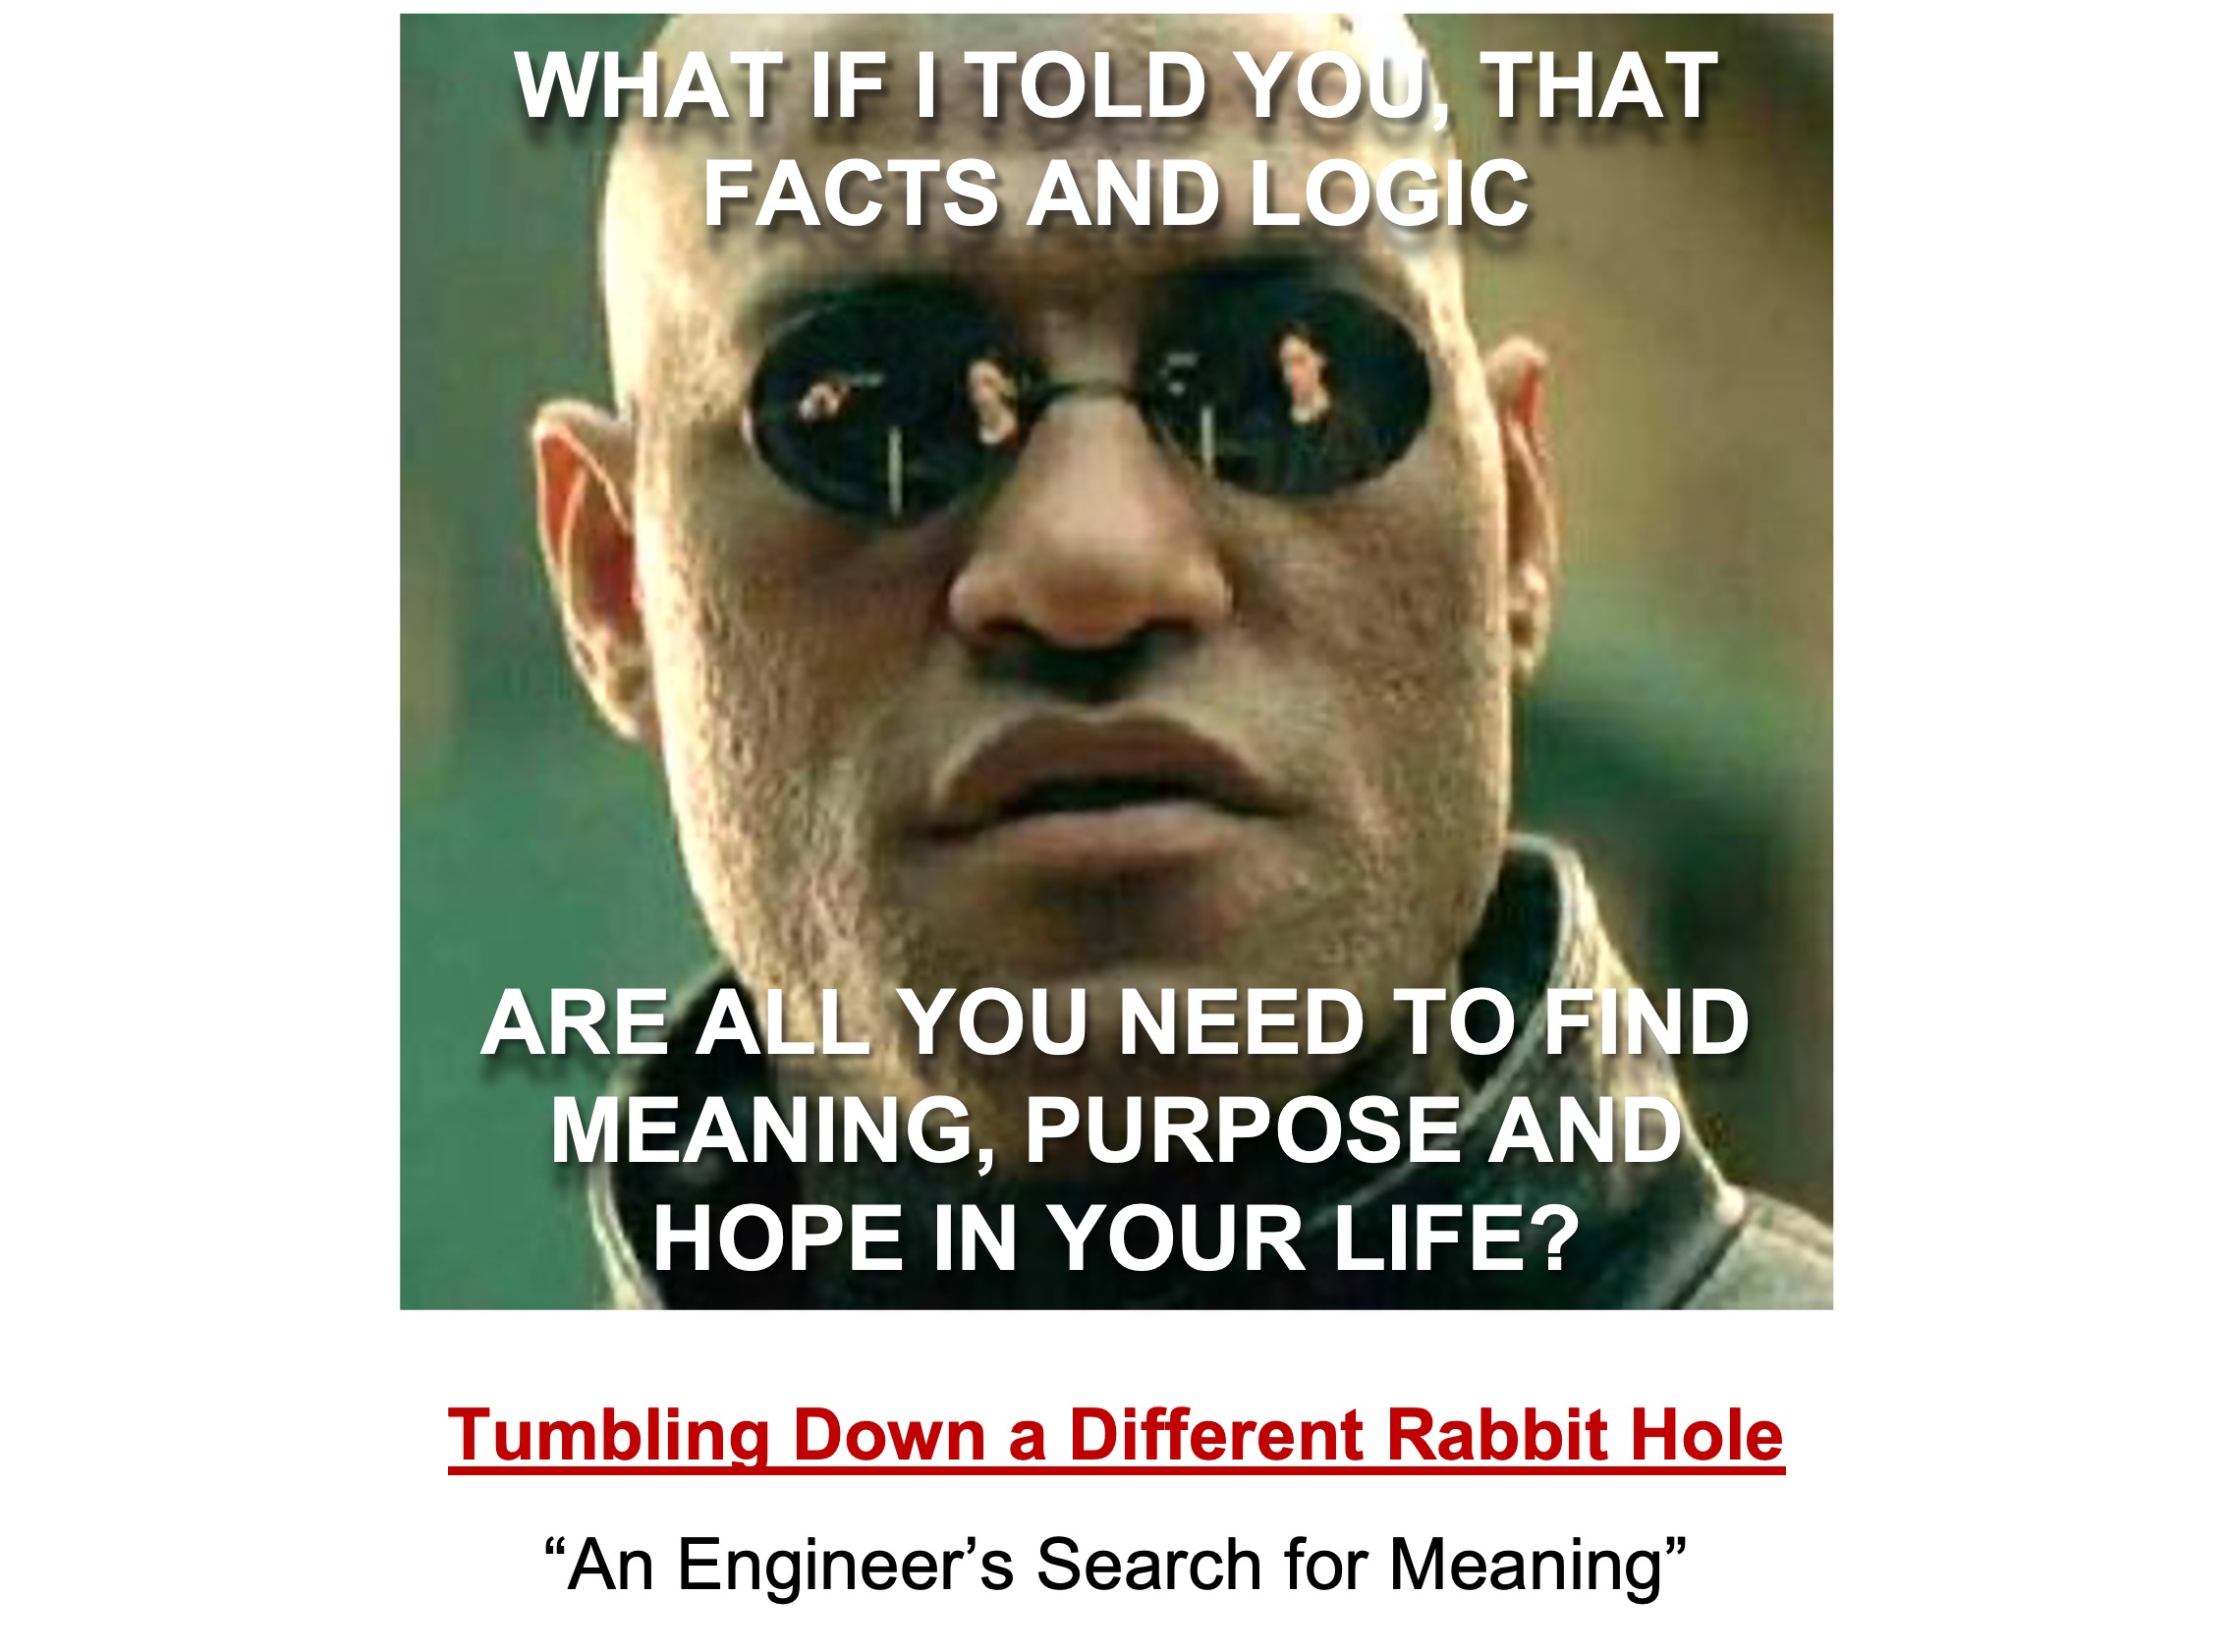 WHAT IF I TOLD YOU, THAT
FACTS AND LOGIC
ARE ALL YOU NEED TO FIND
MEANING, PURPOSE AND
HOPE IN YOUR LIFE?
Tumbling Down a Different Rabbit Hole
“An Engineer’s Search for Meaning”